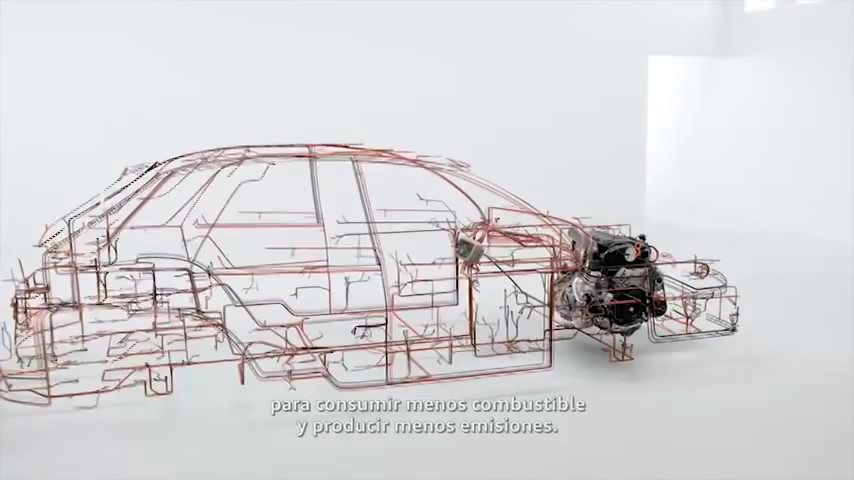 para consumir menos combustible
y producir menos emisiones.